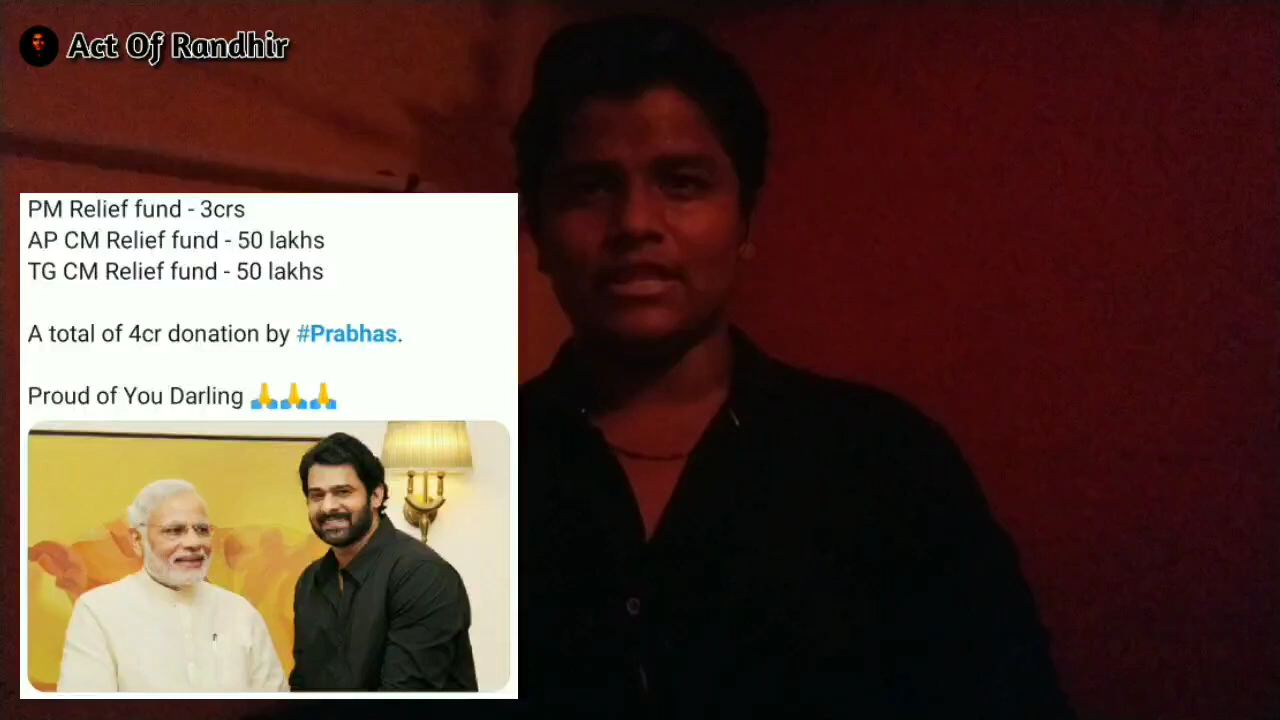 Act Of Randhir
PM Relief fund - 3crs
AP CM Relief fund - 50 lakhs
TG CM Relief fund - 50 lakhs
A total of 4cr donation by #Prabhas.
Proud of You Darling 🙏🙏🙏